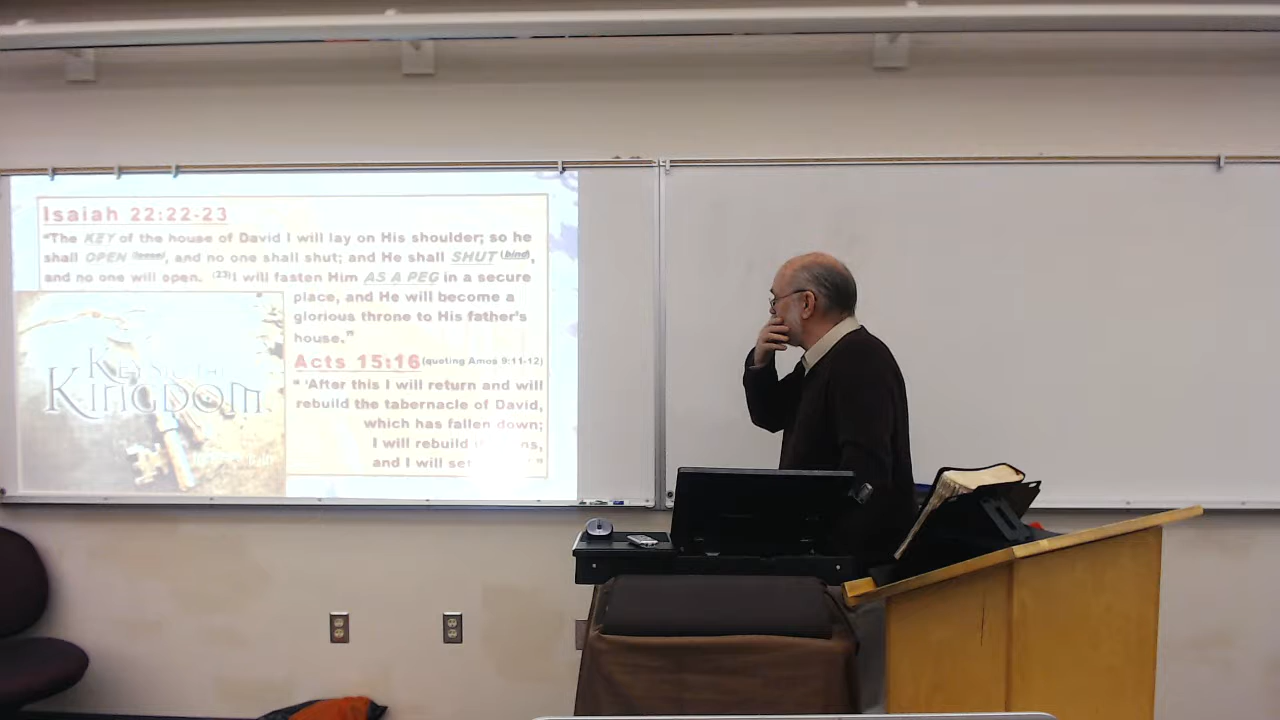 Isaiah 22:22-23
"The KEY of the house of David I will lay on His shoulder; so he
shall OPEN (loose), and no one shall shut; and He shall SHUT (bind),
and no one will open. (23)I will fasten Him AS A PEG in a secure
place, and He will become a
glorious throne to His father's
house."
Acts 15:16 (quoting Amos 9:11-12)
" 'After this I will return and will
rebuild the tabernacle of David,
which has fallen down;
I will rebuild
and I will set
Kingdom